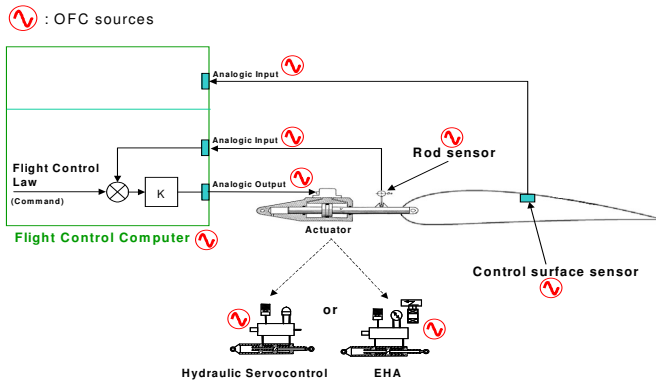 : OFC sources
Analogic Input
Analogic Input
Rod sensor
Flight Control
Law
(Command)
K
Analogic Output
Flight Control Computer
Actuator
Control surface sensor
or
Hydraulic Servocontrol
EHA